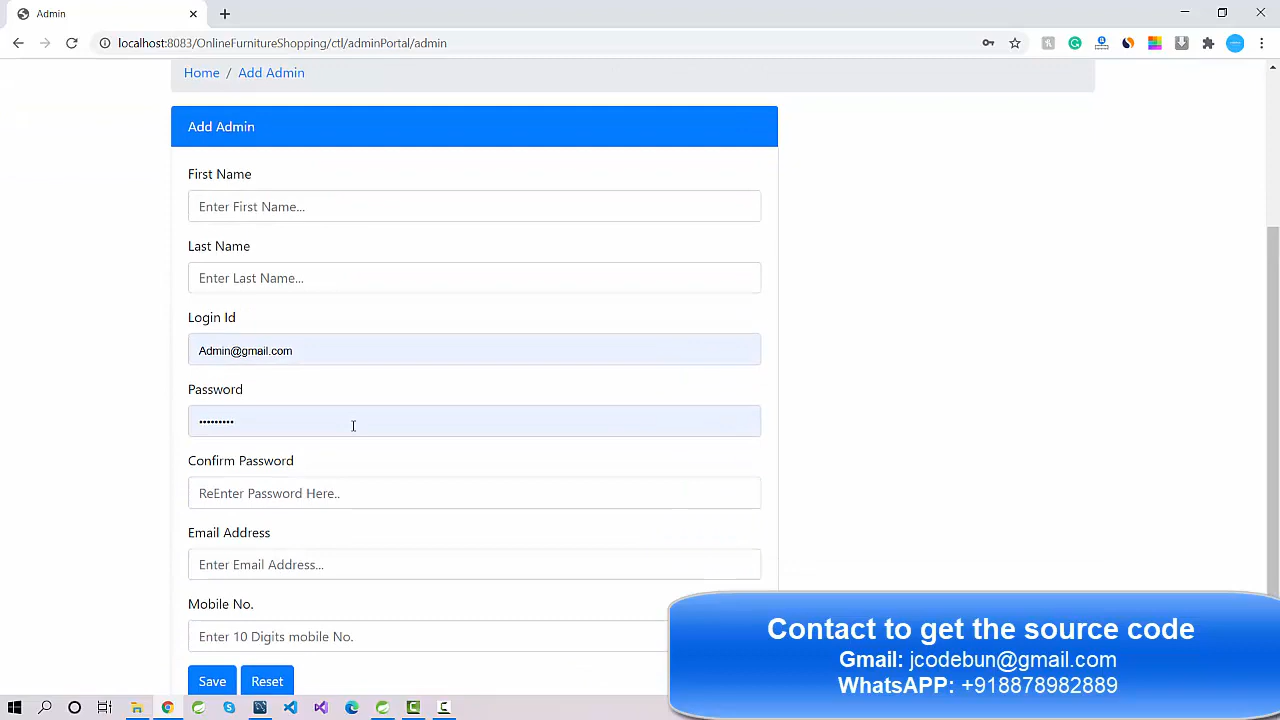 Admin
localhost:8083/OnlineFurnitureShopping/ctl/adminPortal/admin
Home / Add Admin
Add Admin
First Name
Enter First Name...
Last Name
Enter Last Name...
Login Id
Admin@gmail.com
Password
•••••••••
Confirm Password
ReEnter Password Here..
Email Address
Enter Email Address...
Mobile No.
Enter 10 Digits mobile No.
Save Reset
Contact to get the source code
Gmail: jcodebun@gmail.com
WhatsAPP: +918878982889